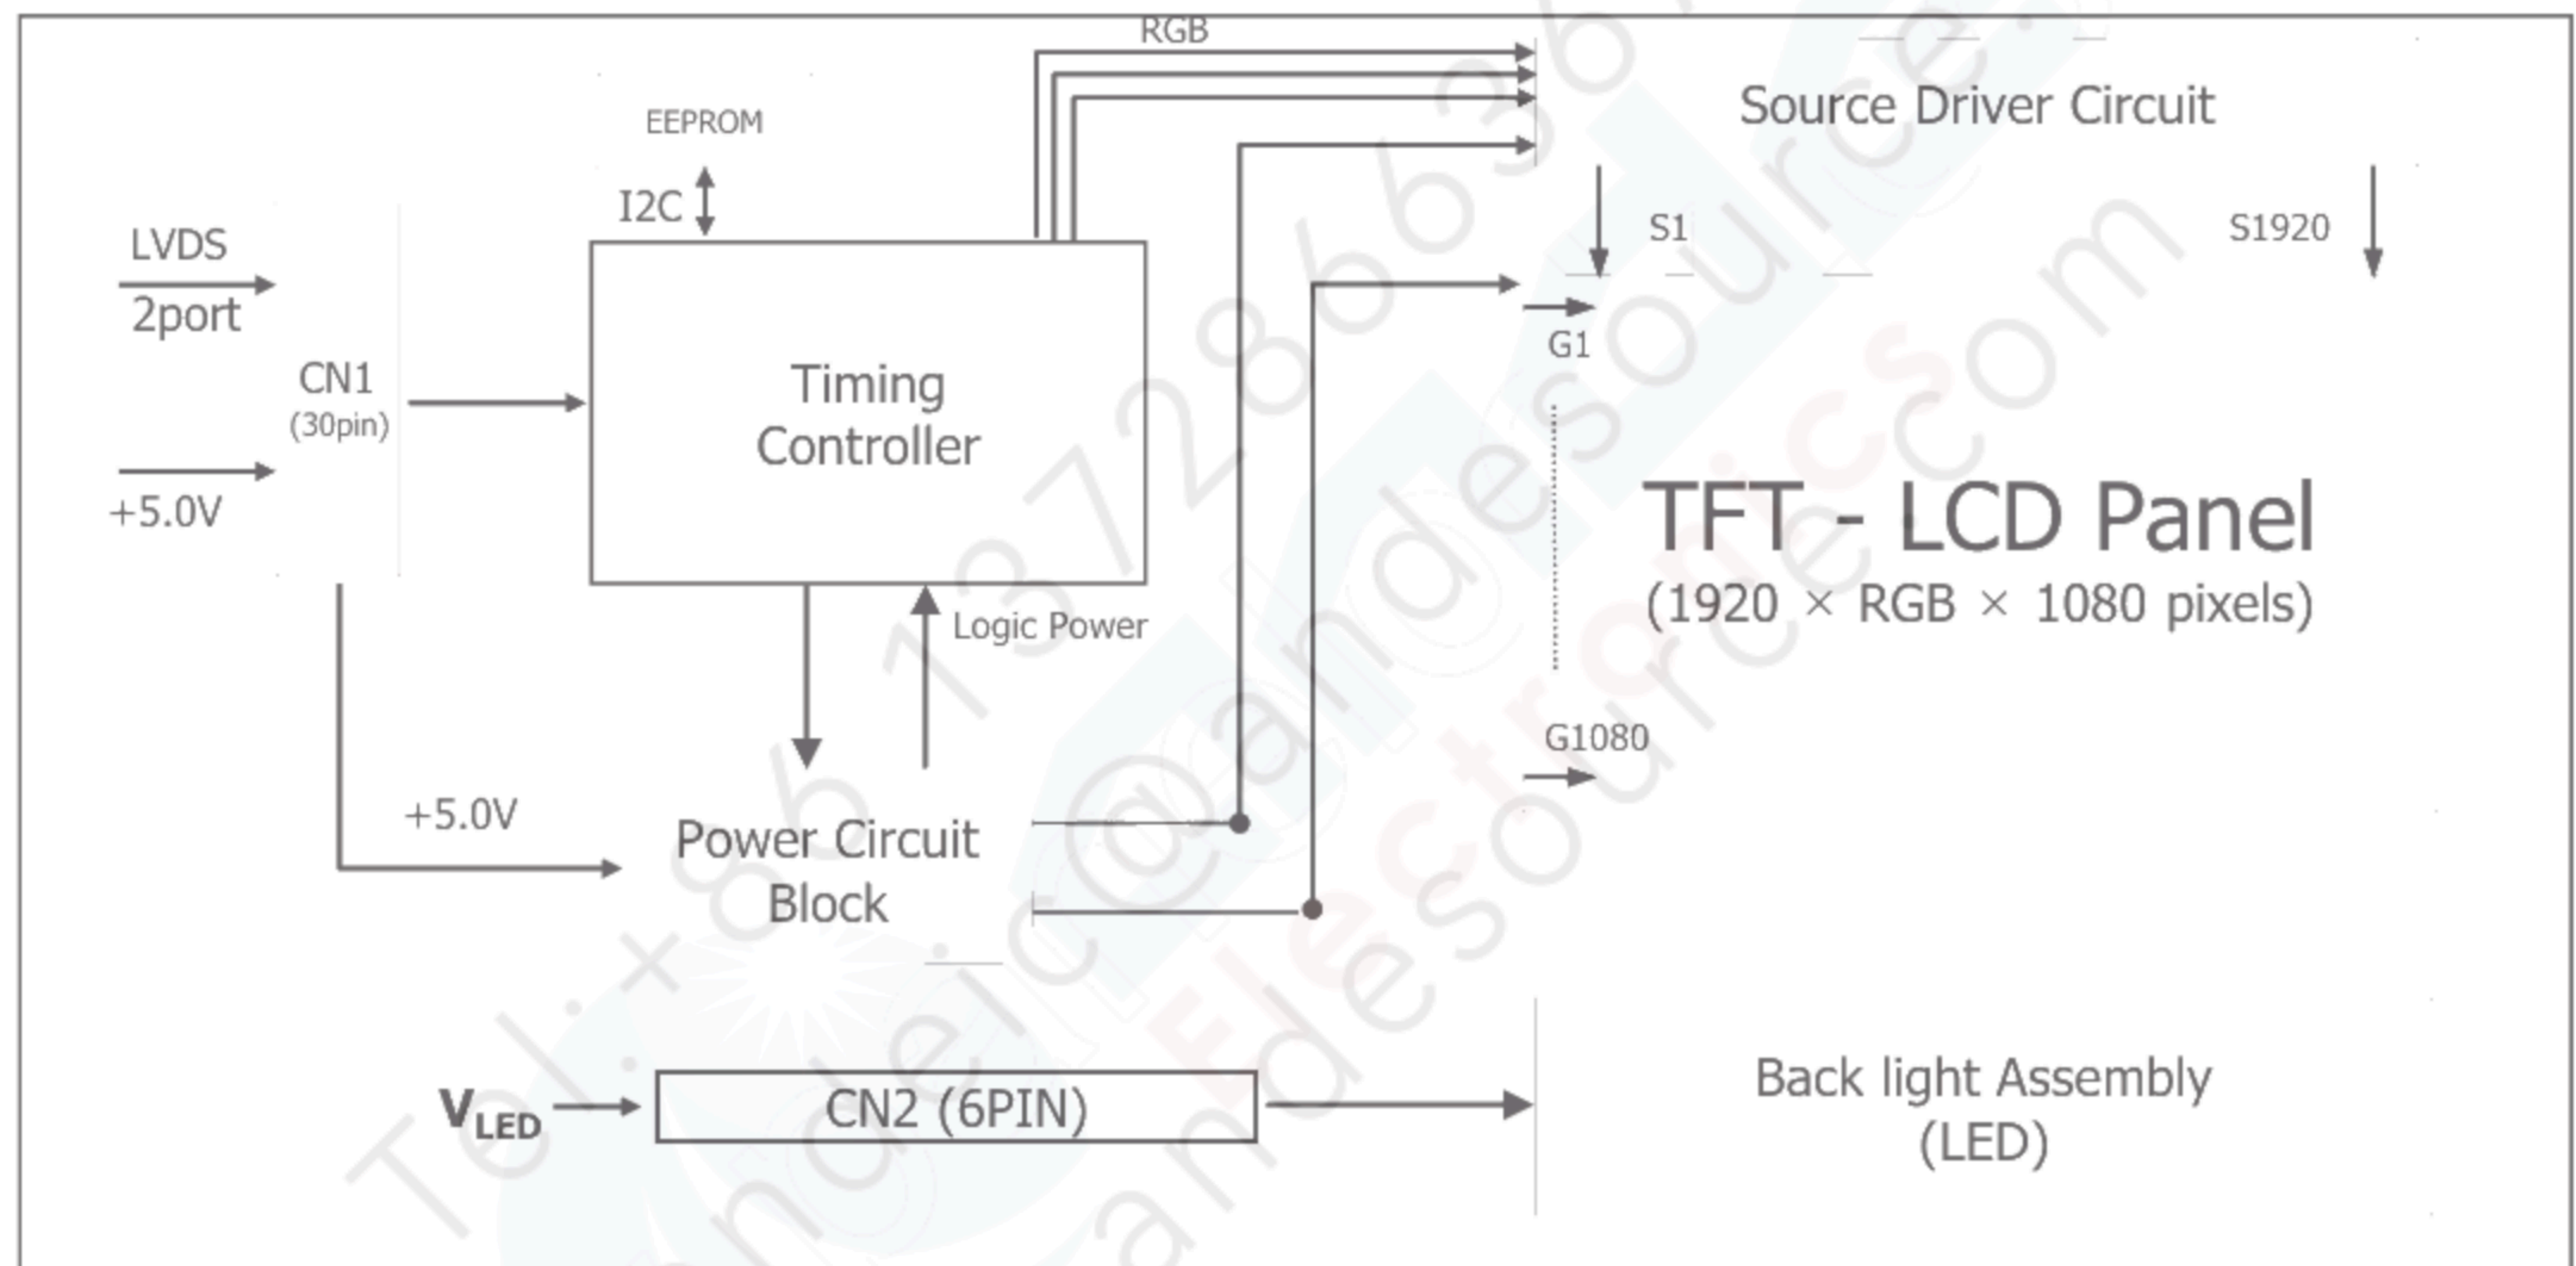 RGB
Source Driver Circuit
EEPROM
I2C
LVDS
2port
S1
S1920
CN1
(30pin)
Timing
Controller
G1
+5.0V
TFT - LCD Panel
(1920 × RGB × 1080 pixels)
Logic Power
G1080
+5.0V
Power Circuit
Block
VLED
CN2 (6PIN)
Back light Assembly
(LED)